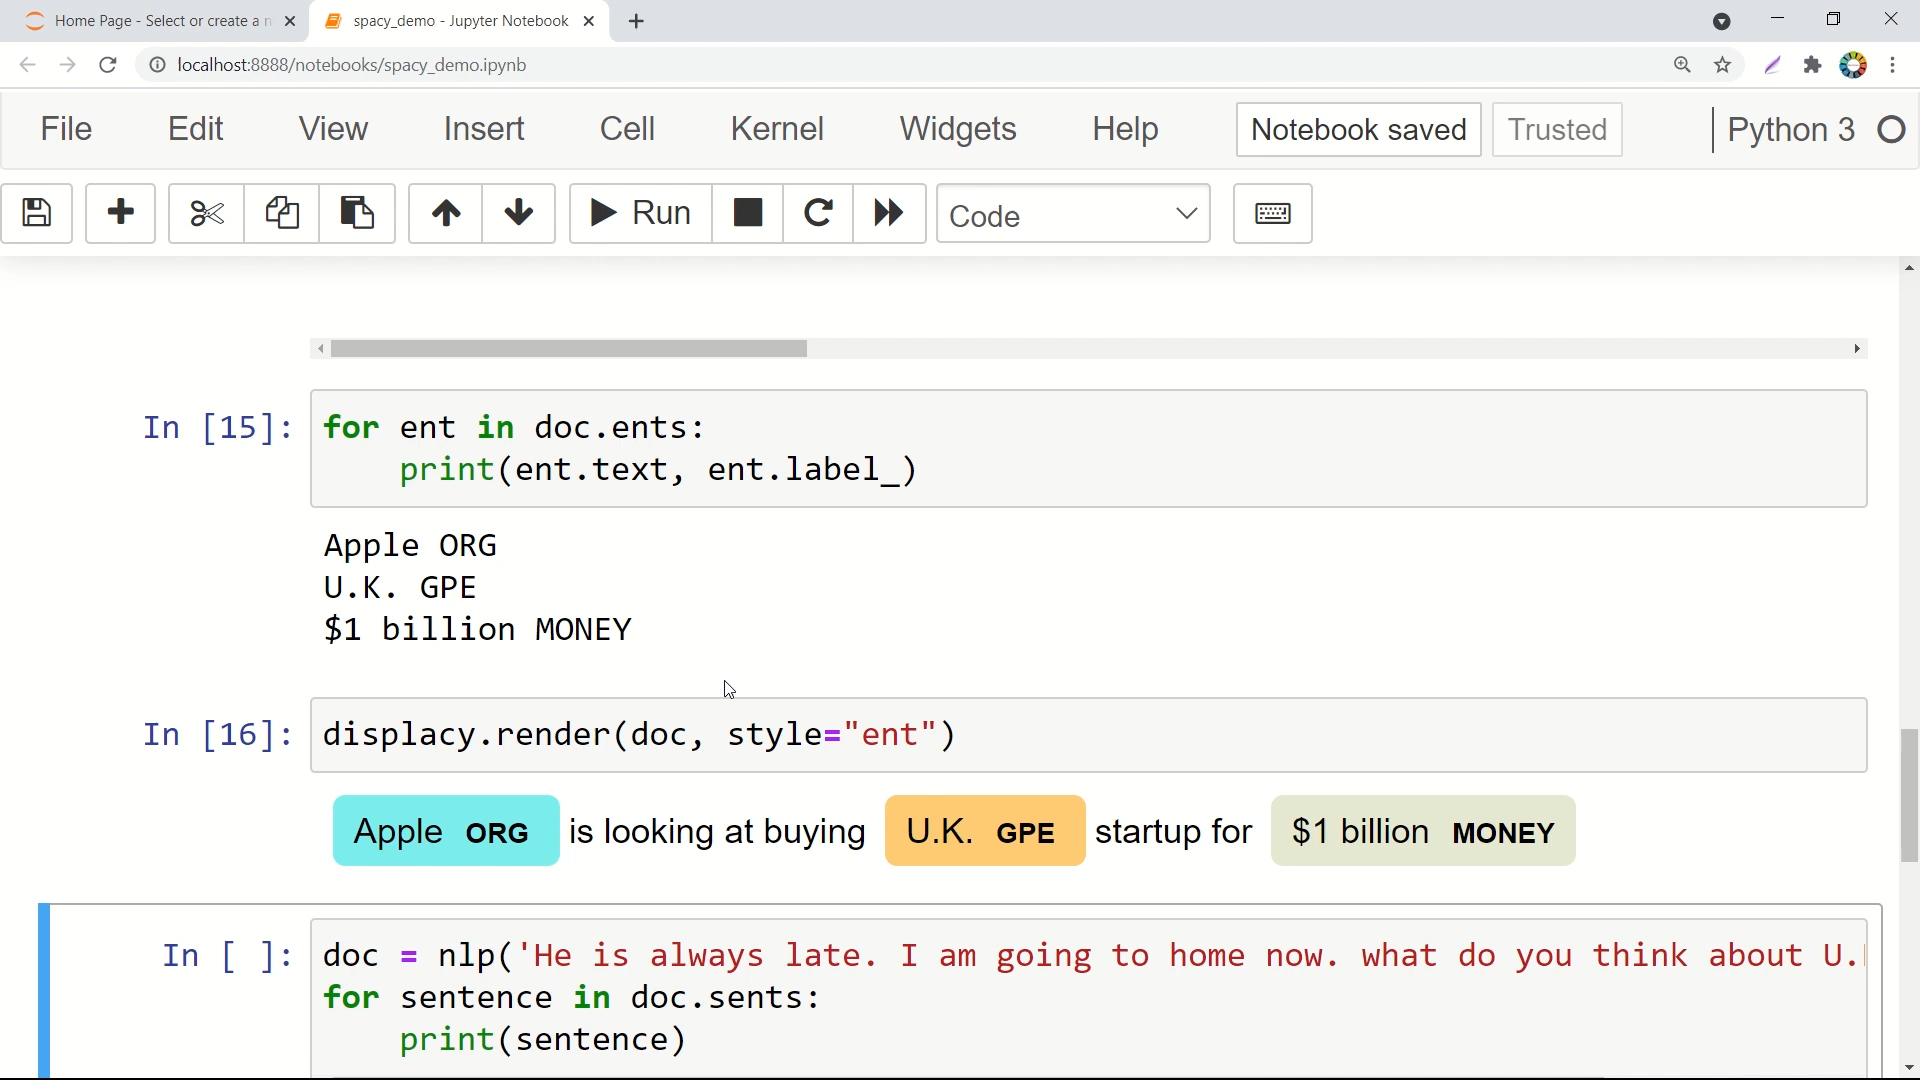 Home Page - Select or create a n
spacy_demo - Jupyter Notebook
localhost:8888/notebooks/spacy_demo.ipynb
File Edit View Insert Cell Kernel Widgets Help Notebook saved Trusted Python 3
Run Code
In [15]: for ent in doc.ents:
print(ent.text, ent.label_)
Apple ORG
U.K. GPE
$1 billion MONEY
In [16]: displacy.render(doc, style="ent")
Apple ORG is looking at buying U.K. GPE startup for $1 billion MONEY
In [ ]: doc = nlp('He is always late. I am going to home now. what do you think about U.
for sentence in doc.sents:
print(sentence)